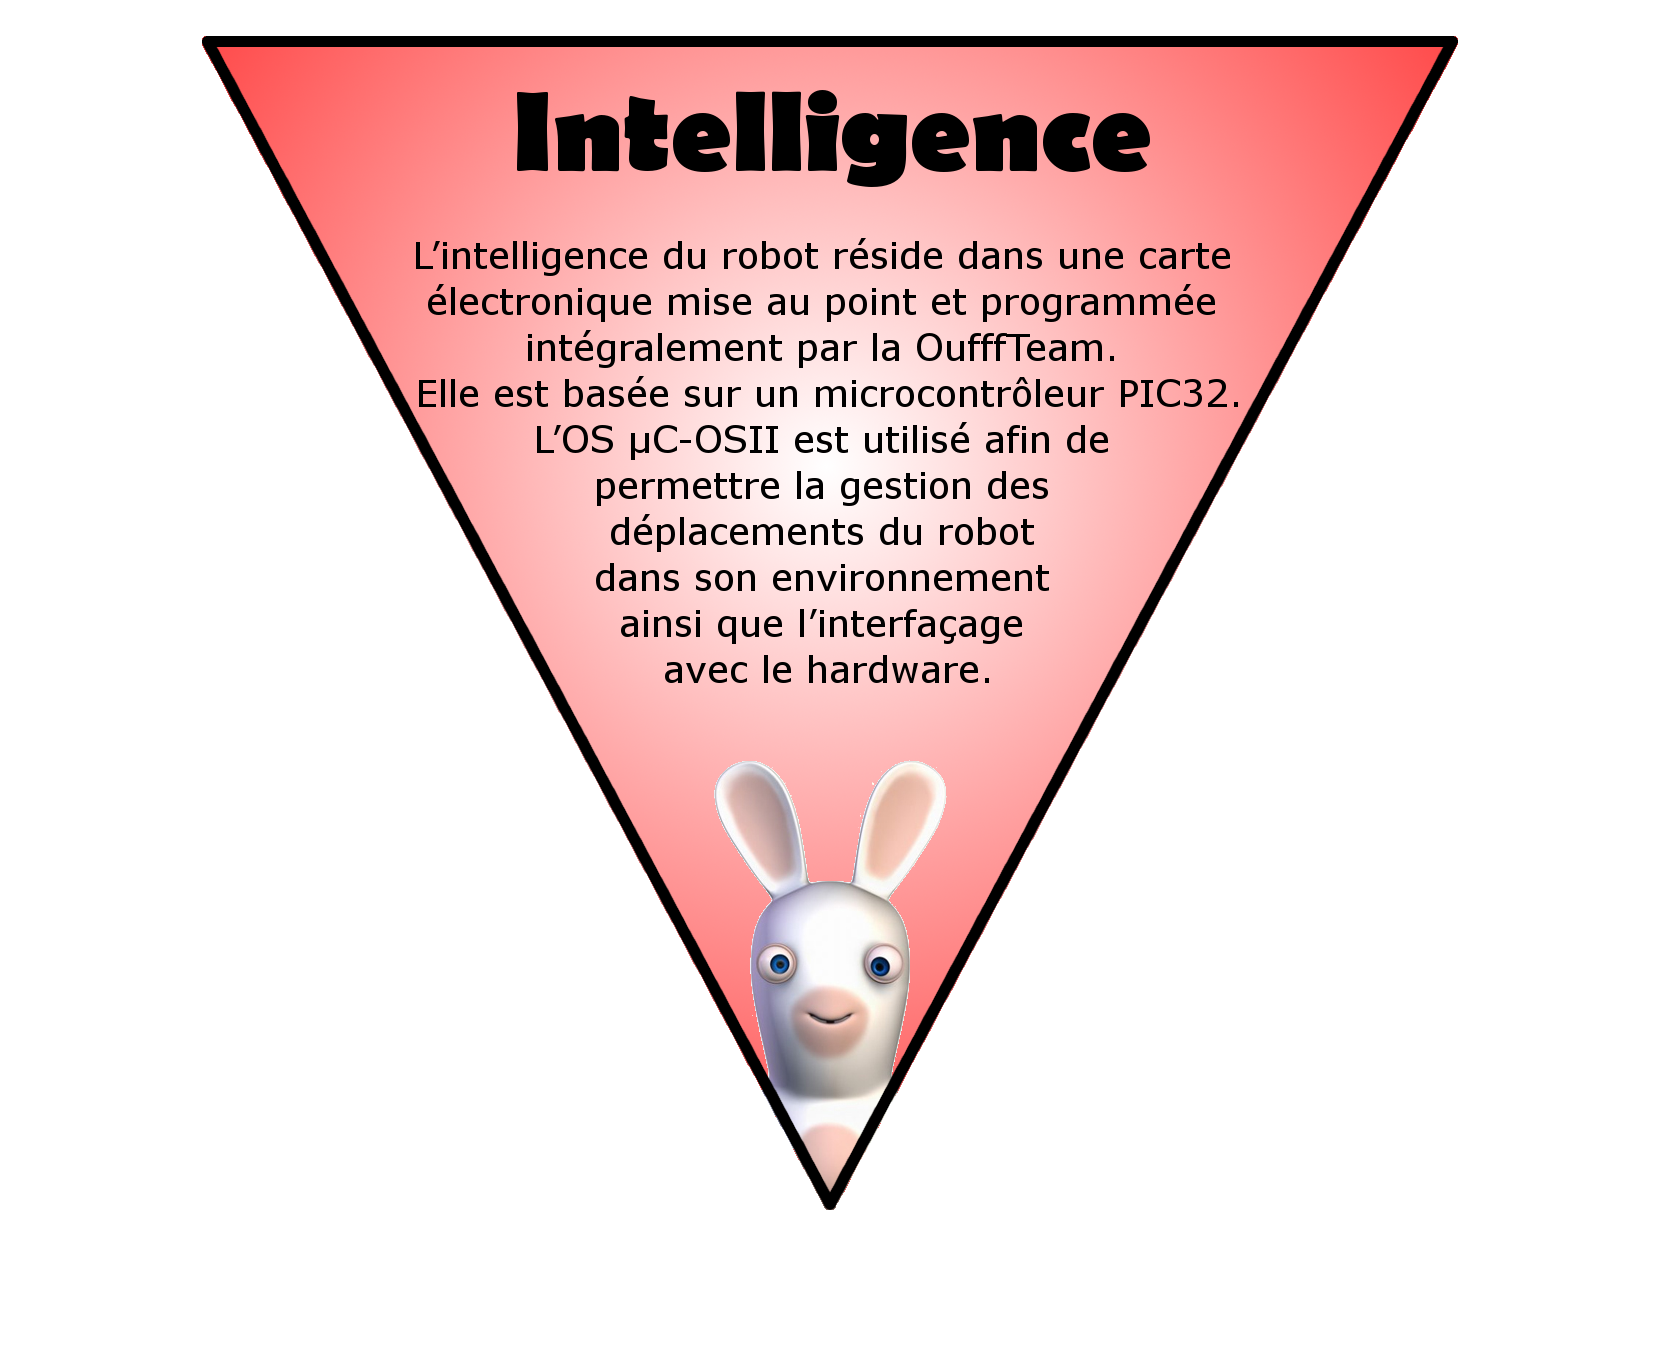 Intelligence
L’intelligence du robot réside dans une carte
électronique mise au point et programmée
intégralement par la OufffTeam.
Elle est basée sur un microcontrôleur PIC32.
L’OS µC-OSII est utilisé afin de
permettre la gestion des
déplacements du robot
dans son environnement
ainsi que l’interfaçage
avec le hardware.